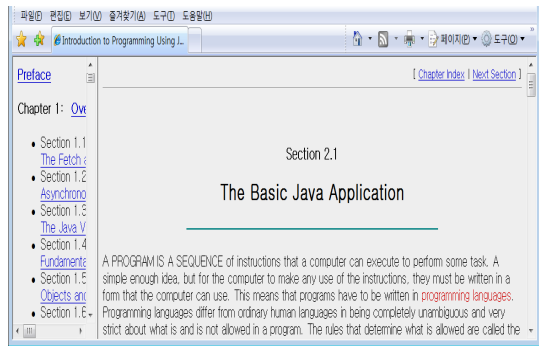 파일(F) 편집(E) 보기(V) 즐겨찾기(A) 도구(T) 도움말(H)
Introduction to Programming Using J...
페이지(P) 도구(O)
Preface
Chapter 1: Ove
Section 1.1
The Fetch a
Section 1.2
Asynchrono
Section 1.3
The Java V
Section 1.4
Fundamenta
Section 1.5
Objects and
Section 1.6
[ Chapter Index | Next Section ]
Section 2.1
The Basic Java Application
A PROGRAM IS A SEQUENCE of instructions that a computer can execute to perform some task. A
simple enough idea, but for the computer to make any use of the instructions, they must be written in a
form that the computer can use. This means that programs have to be written in programming languages.
Programming languages differ from ordinary human languages in being completely unambiguous and very
strict about what is and is not allowed in a program. The rules that determine what is allowed are called the